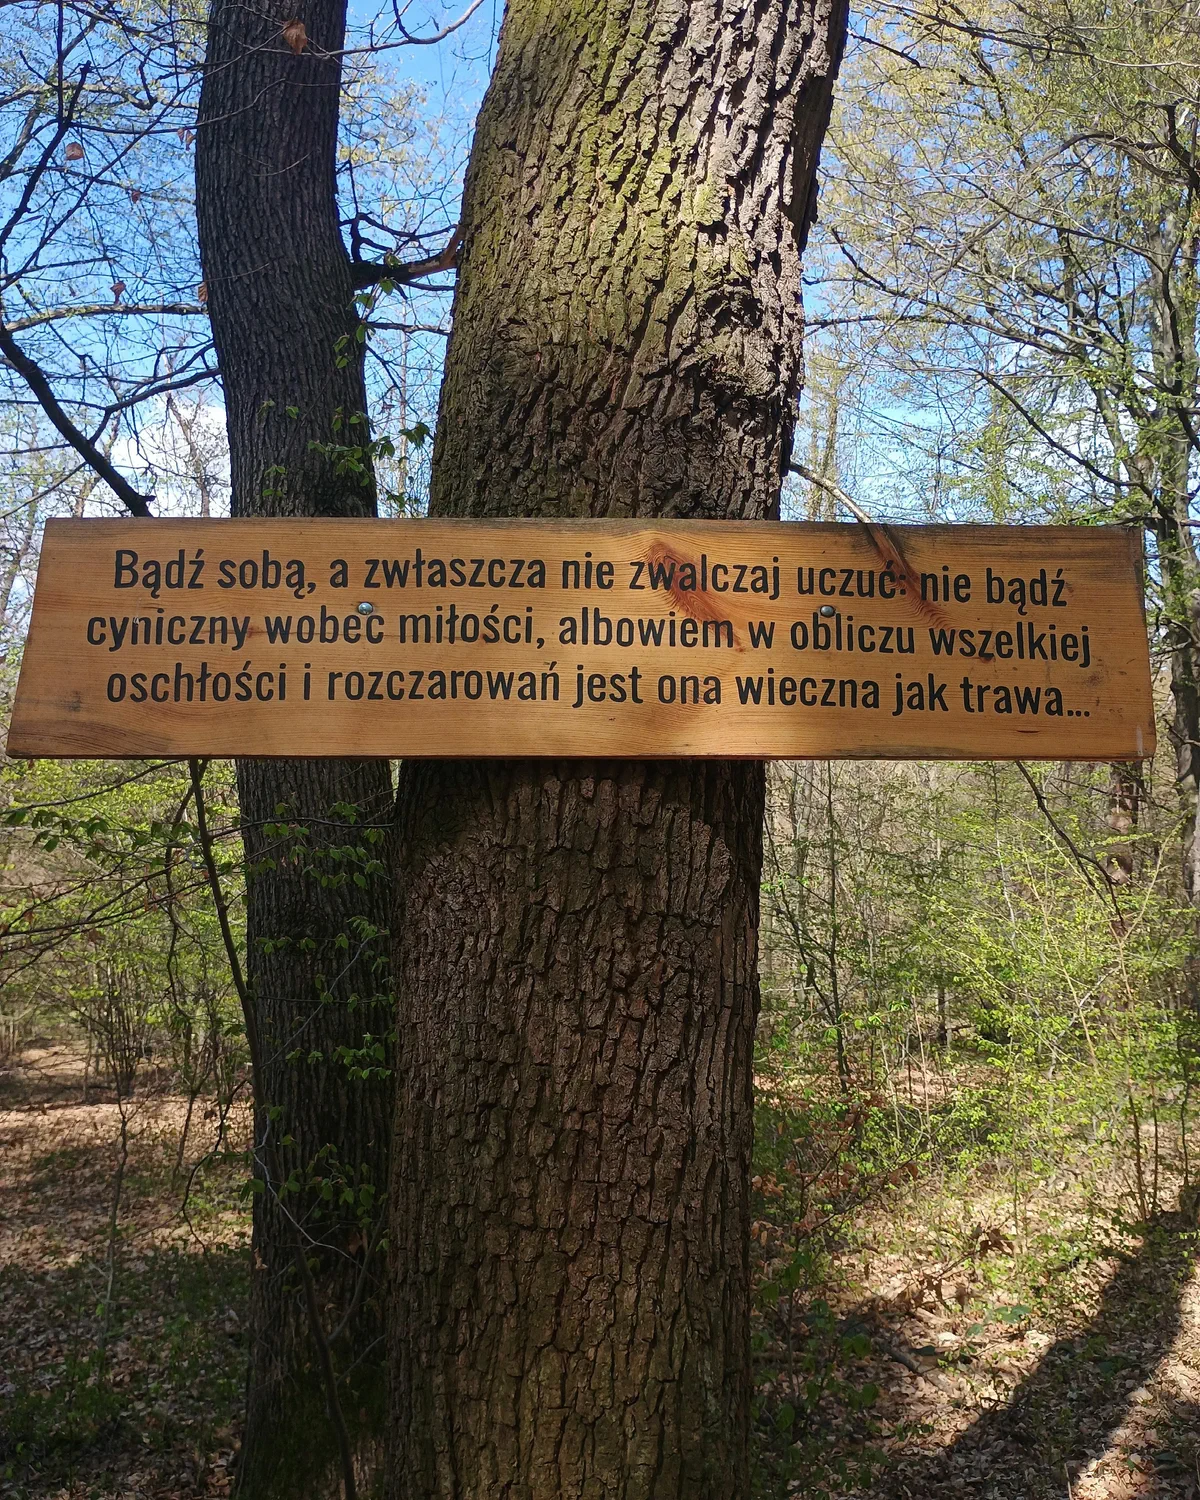 Bądź sobą, a zwłaszcza nie zwalczaj uczuć: nie bądź
cyniczny wobec miłości, albowiem w obliczu wszelkiej
oschłości i rozczarowań jest ona wieczna jak trawa...